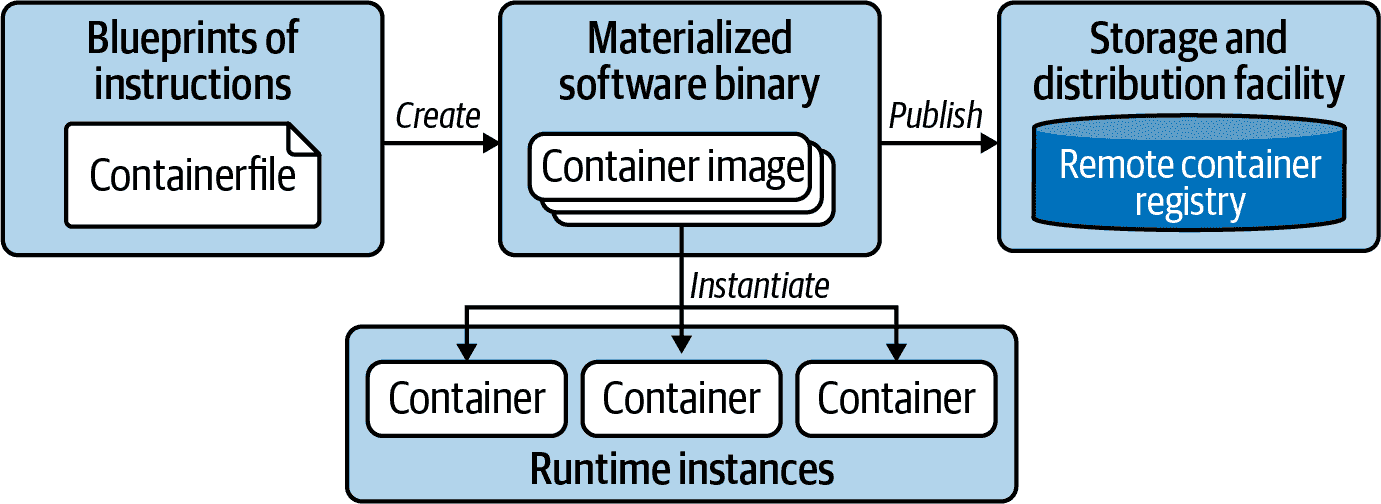 Blueprints of
instructions
Containerfile
Create
Materialized
software binary
Container image
Publish
Storage and
distribution facility
Remote container
registry
Instantiate
Container
Container
Container
Runtime instances